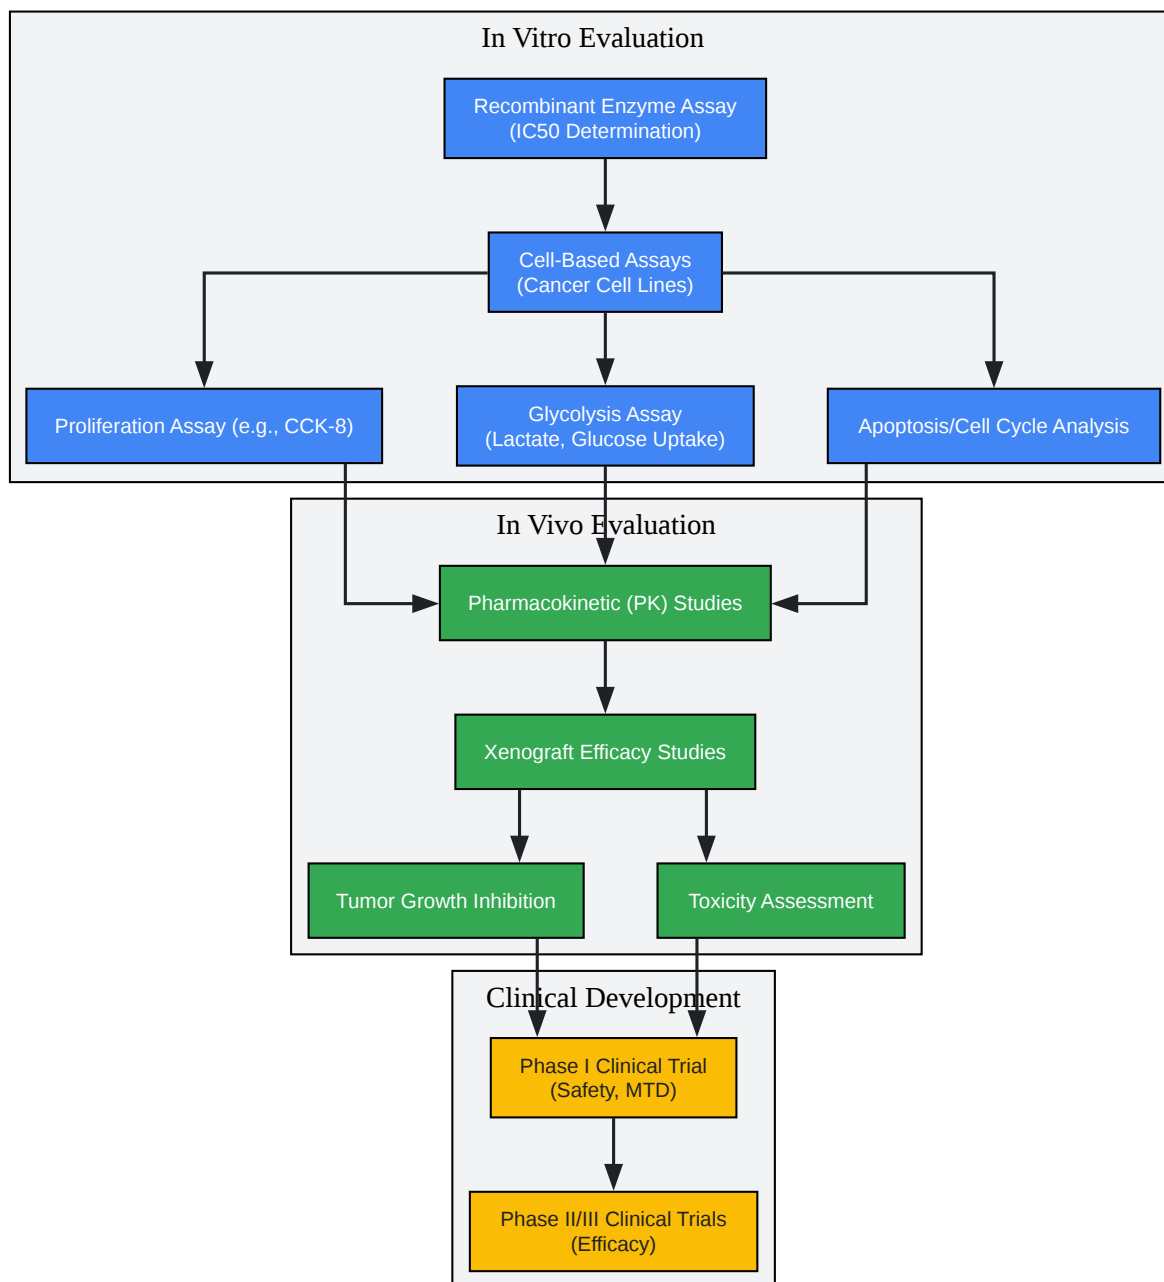 In Vitro Evaluation
Recombinant Enzyme Assay
(IC50 Determination)
Cell-Based Assays
(Cancer Cell Lines)
Proliferation Assay (e.g., CCK-8)
Glycolysis Assay
(Lactate, Glucose Uptake)
Apoptosis/Cell Cycle Analysis
In Vivo Evaluation
Pharmacokinetic (PK) Studies
Xenograft Efficacy Studies
Tumor Growth Inhibition
Toxicity Assessment
Clinical Development
Phase I Clinical Trial
(Safety, MTD)
Phase II/III Clinical Trials
(Efficacy)